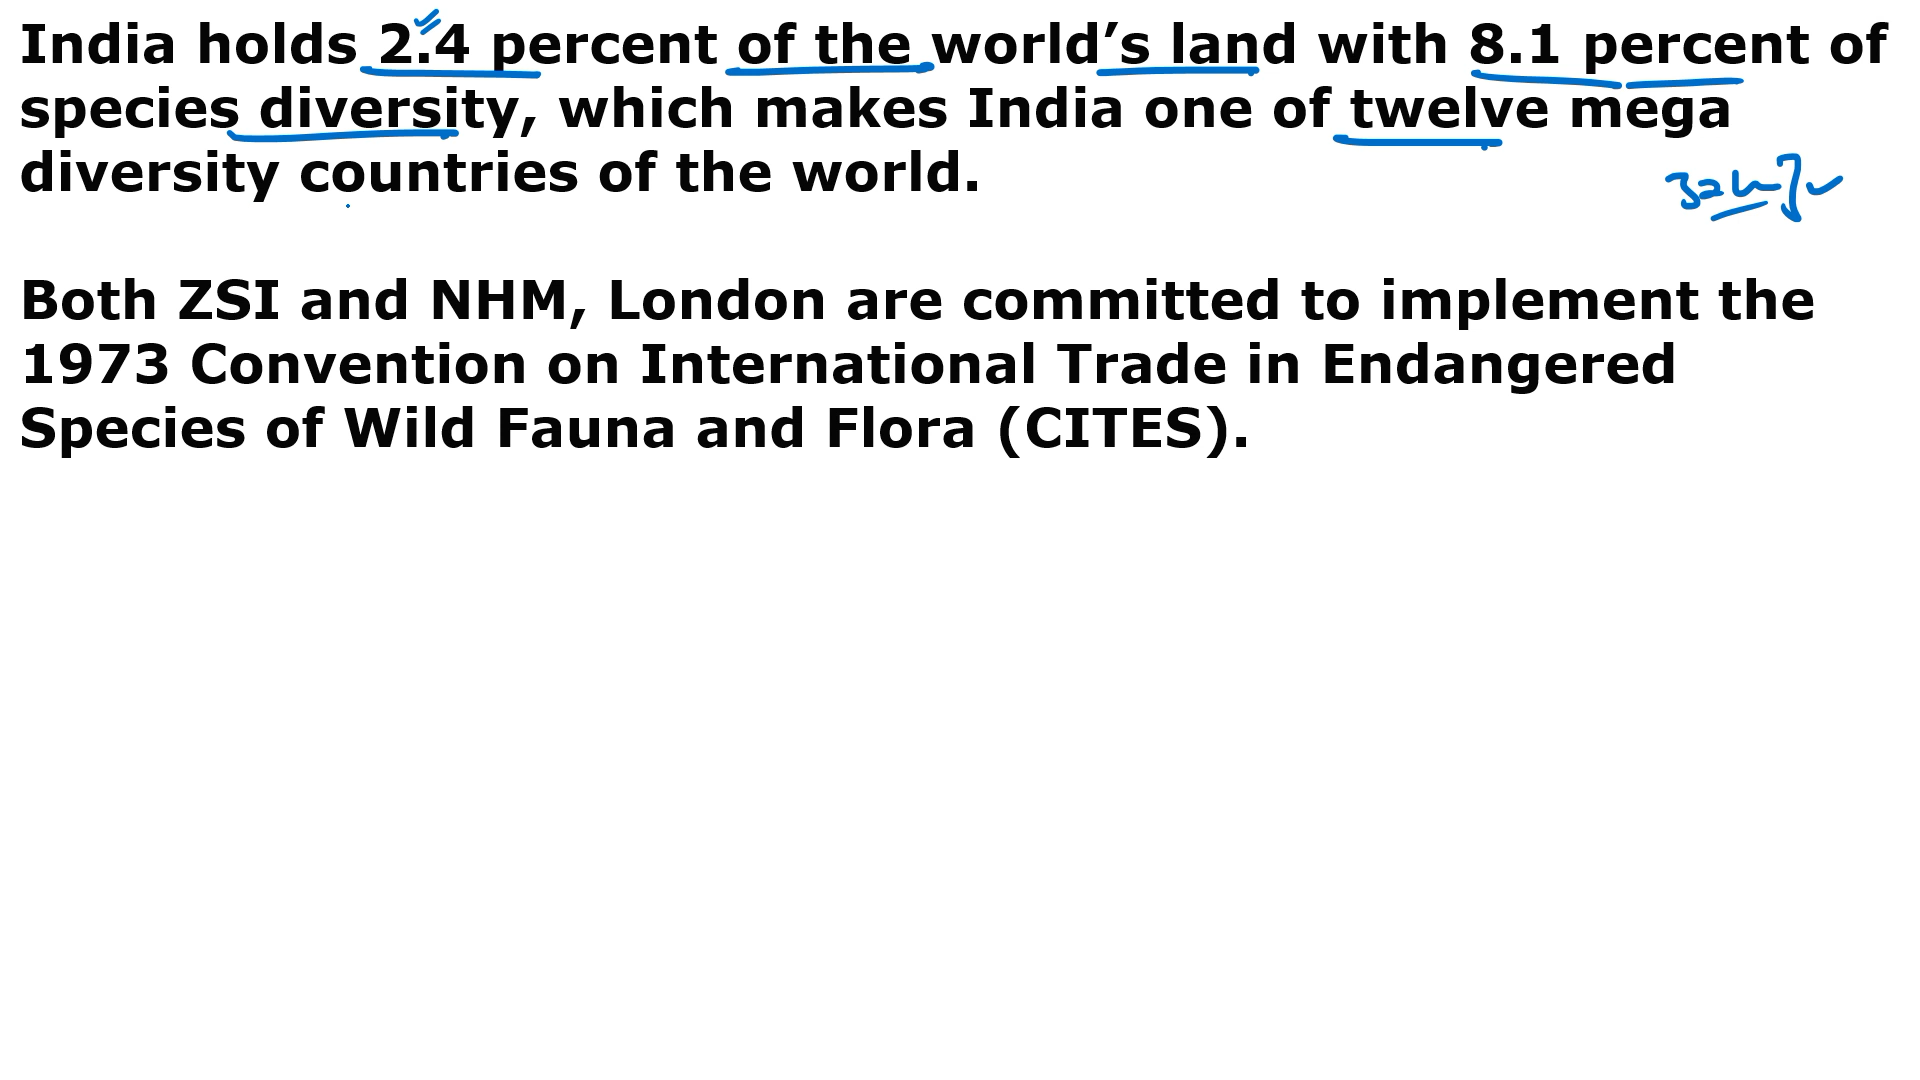 India holds 2.4 percent of the world’s land with 8.1 percent of
species diversity, which makes India one of twelve mega
diversity countries of the world.
Both ZSI and NHM, London are committed to implement the
1973 Convention on International Trade in Endangered
Species of Wild Fauna and Flora (CITES).